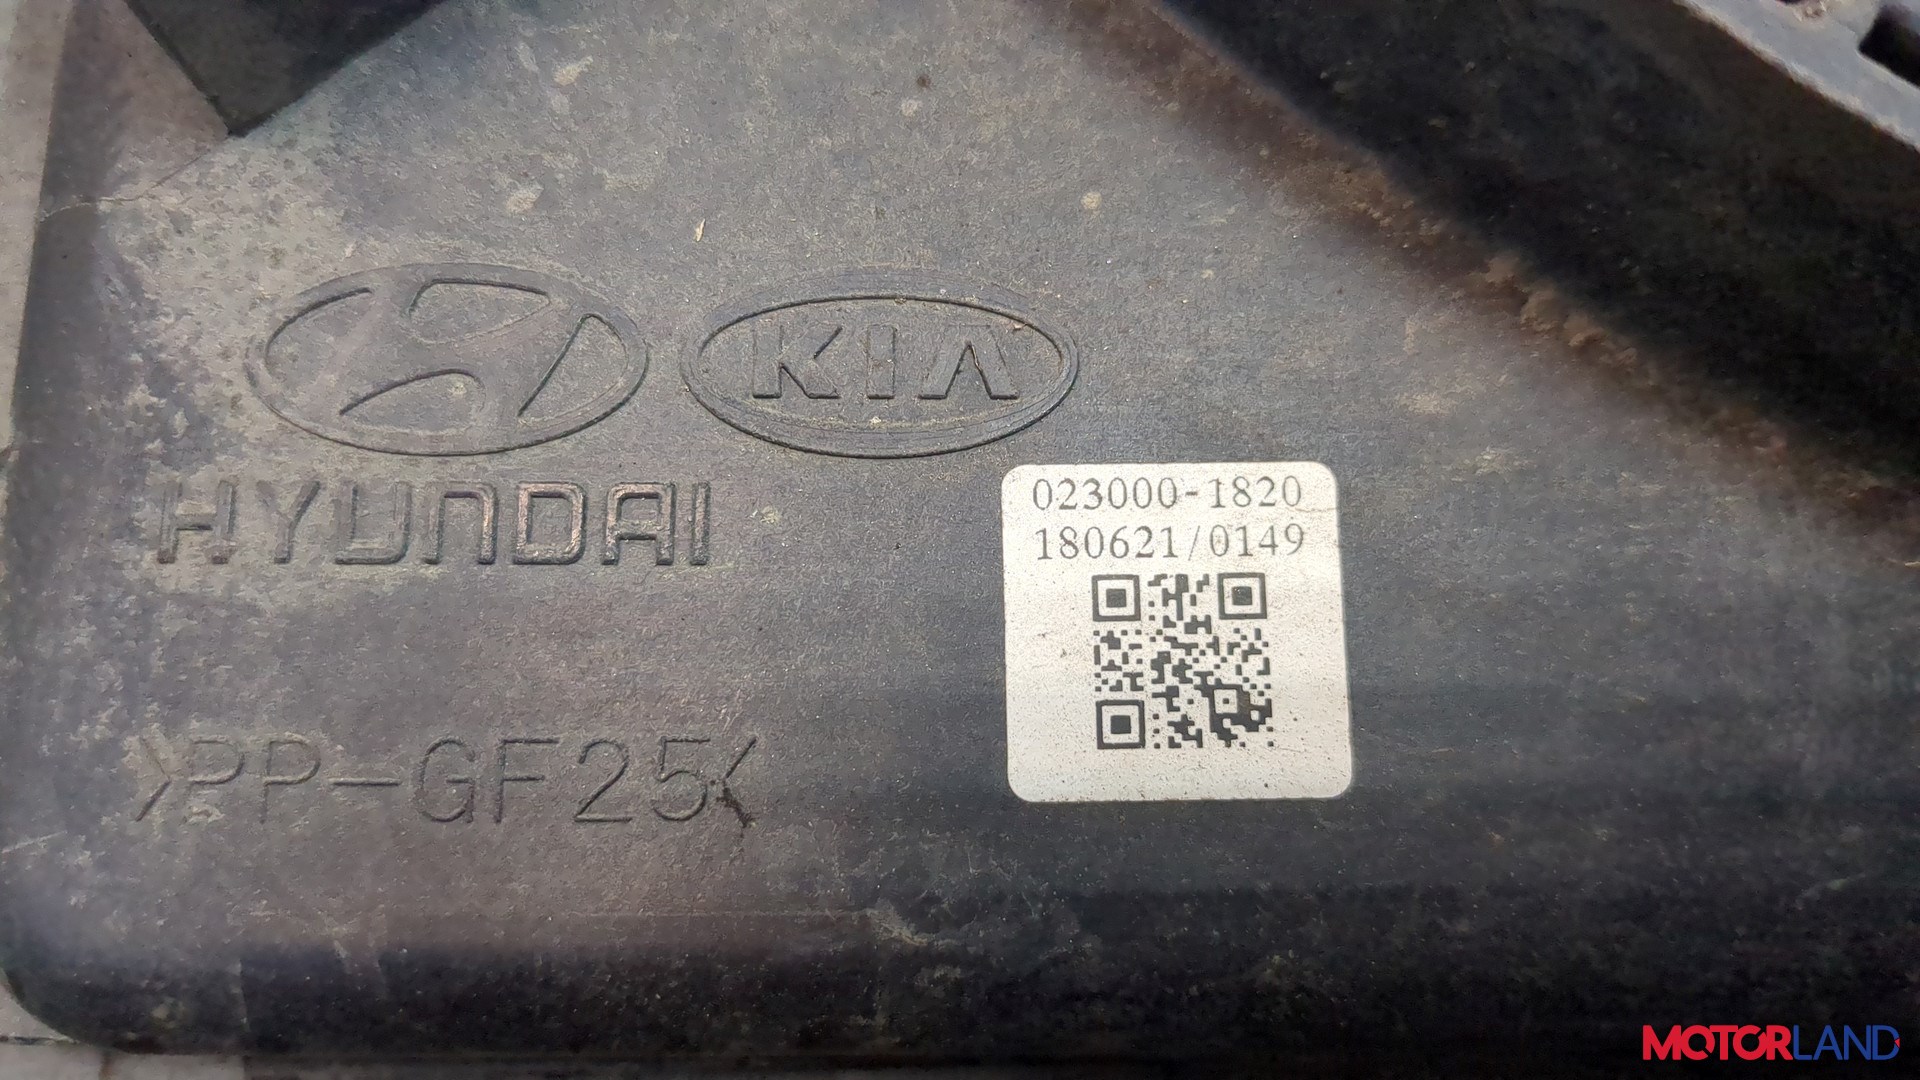 KIA
HYUNDAI
023000-1820
180621/0149
>PP-GF25<
MOTORLAND